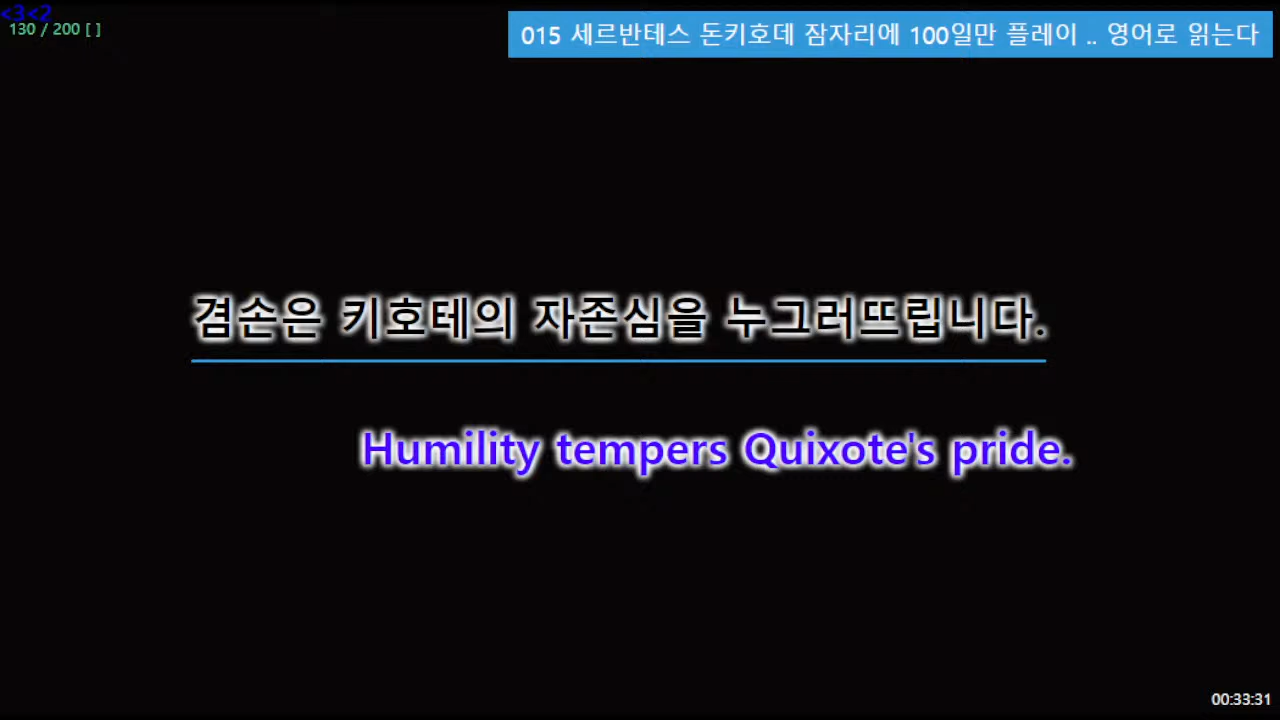 <3<2
130 / 200 [ ]
015 세르반테스 돈키호데 잠자리에 100일만 플레이 .. 영어로 읽는다
겸손은 키호테의 자존심을 누그러뜨립니다.
Humility tempers Quixote's pride.
00:33:31